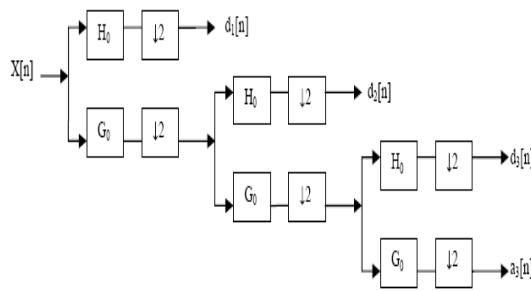 H₀ ↓2 d₁[n]
X[n]
G₀ ↓2 H₀ ↓2 d₂[n]
G₀ ↓2 H₀ ↓2 d₃[n]
G₀ ↓2 a₃[n]